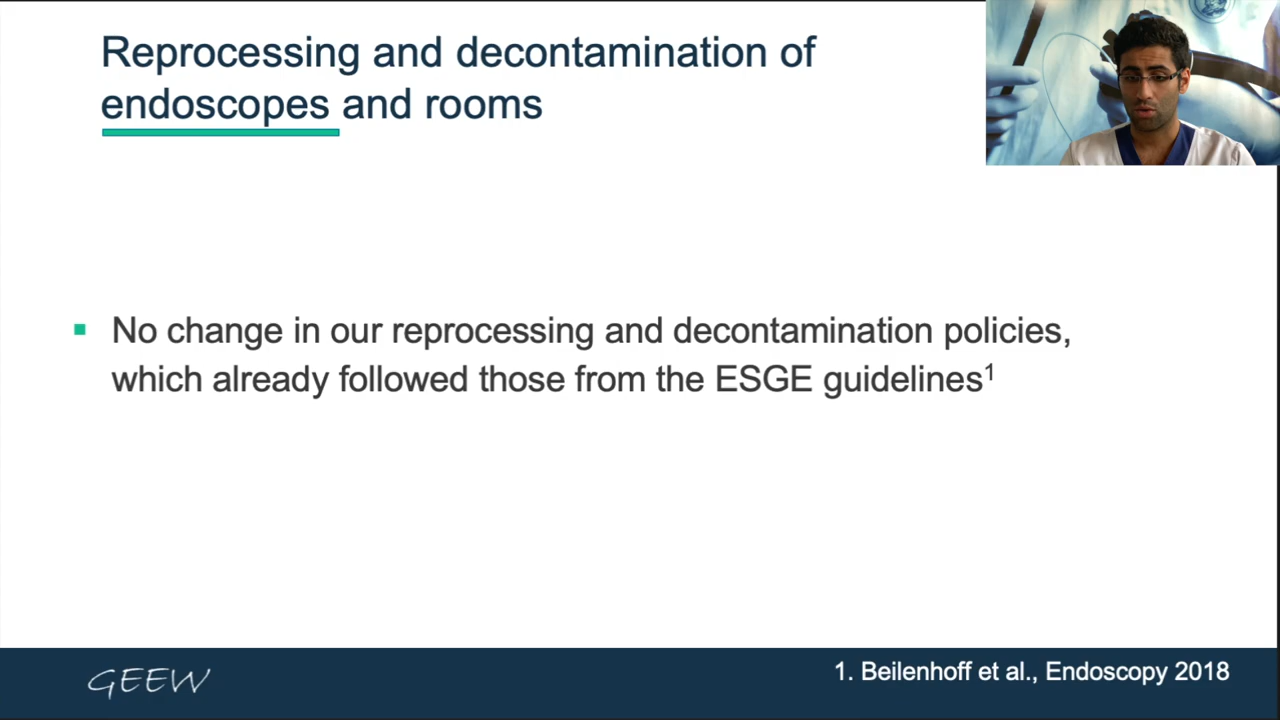 Reprocessing and decontamination of
endoscopes and rooms
▪ No change in our reprocessing and decontamination policies,
which already followed those from the ESGE guidelines¹
GEEW
1. Beilenhoff et al., Endoscopy 2018